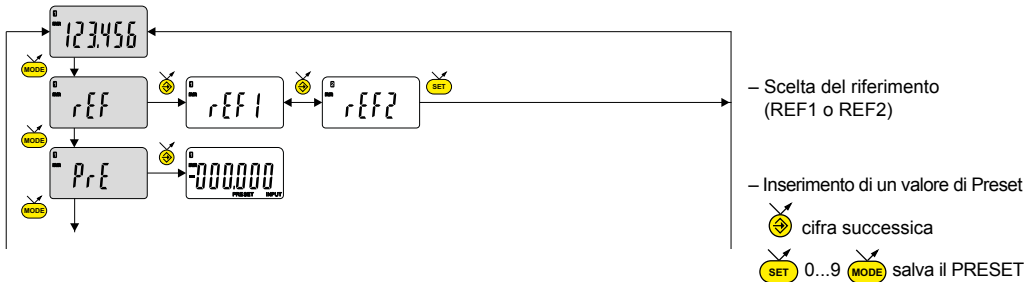 123.456
MODE
rEF
rEF1
rEF2
SET
– Scelta del riferimento
(REF1 o REF2)
MODE
PrE
-000.000
PRESET INPUT
– Inserimento di un valore di Preset
MODE
cifra successica
SET 0...9 MODE salva il PRESET